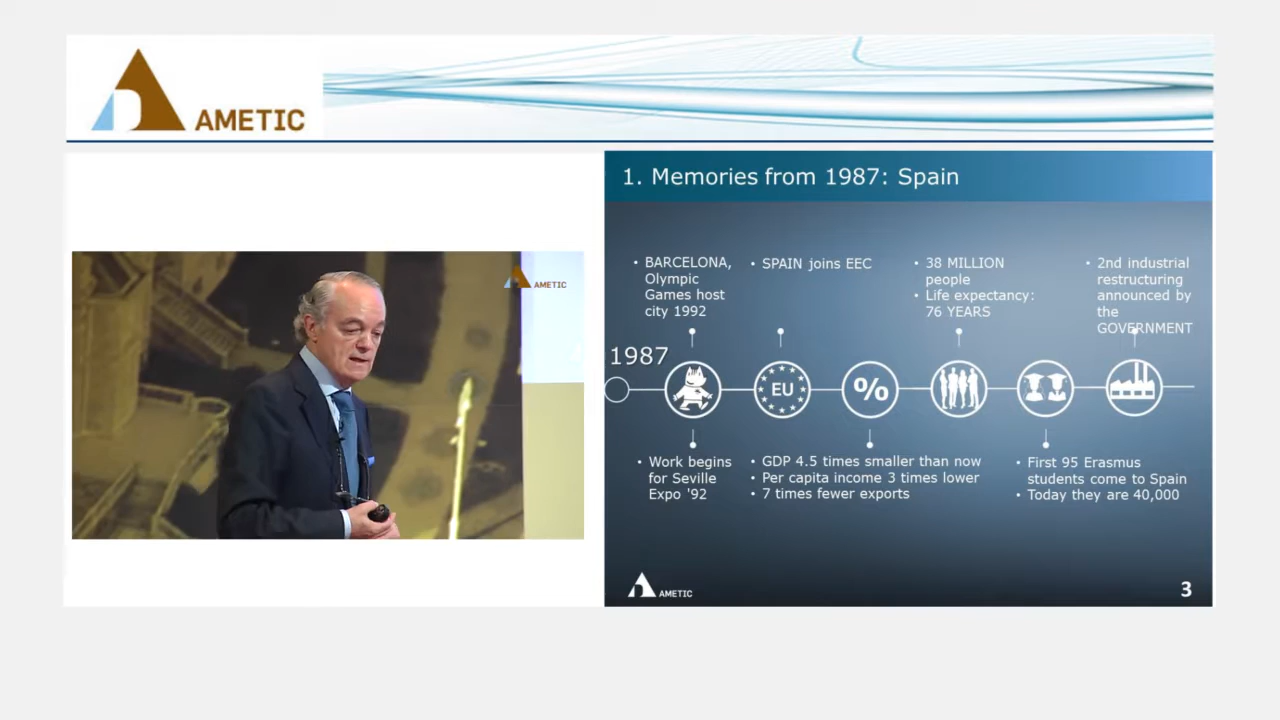 AMETIC
AMETIC
1. Memories from 1987: Spain
• BARCELONA,
Olympic
Games host
city 1992
• SPAIN joins EEC
• 38 MILLION
people
• Life expectancy:
76 YEARS
• 2nd industrial
restructuring
announced by
the
GOVERNMENT
1987
EU
%
• Work begins
for Seville
Expo '92
• GDP 4.5 times smaller than now
• Per capita income 3 times lower
• 7 times fewer exports
• First 95 Erasmus
students come to Spain
• Today they are 40,000
AMETIC
3